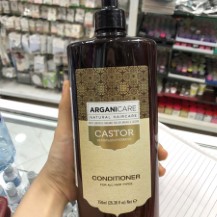 ARGANICARE
NATURAL HAIRCARE
CASTOR
CONDITIONER
FOR ALL HAIR TYPES